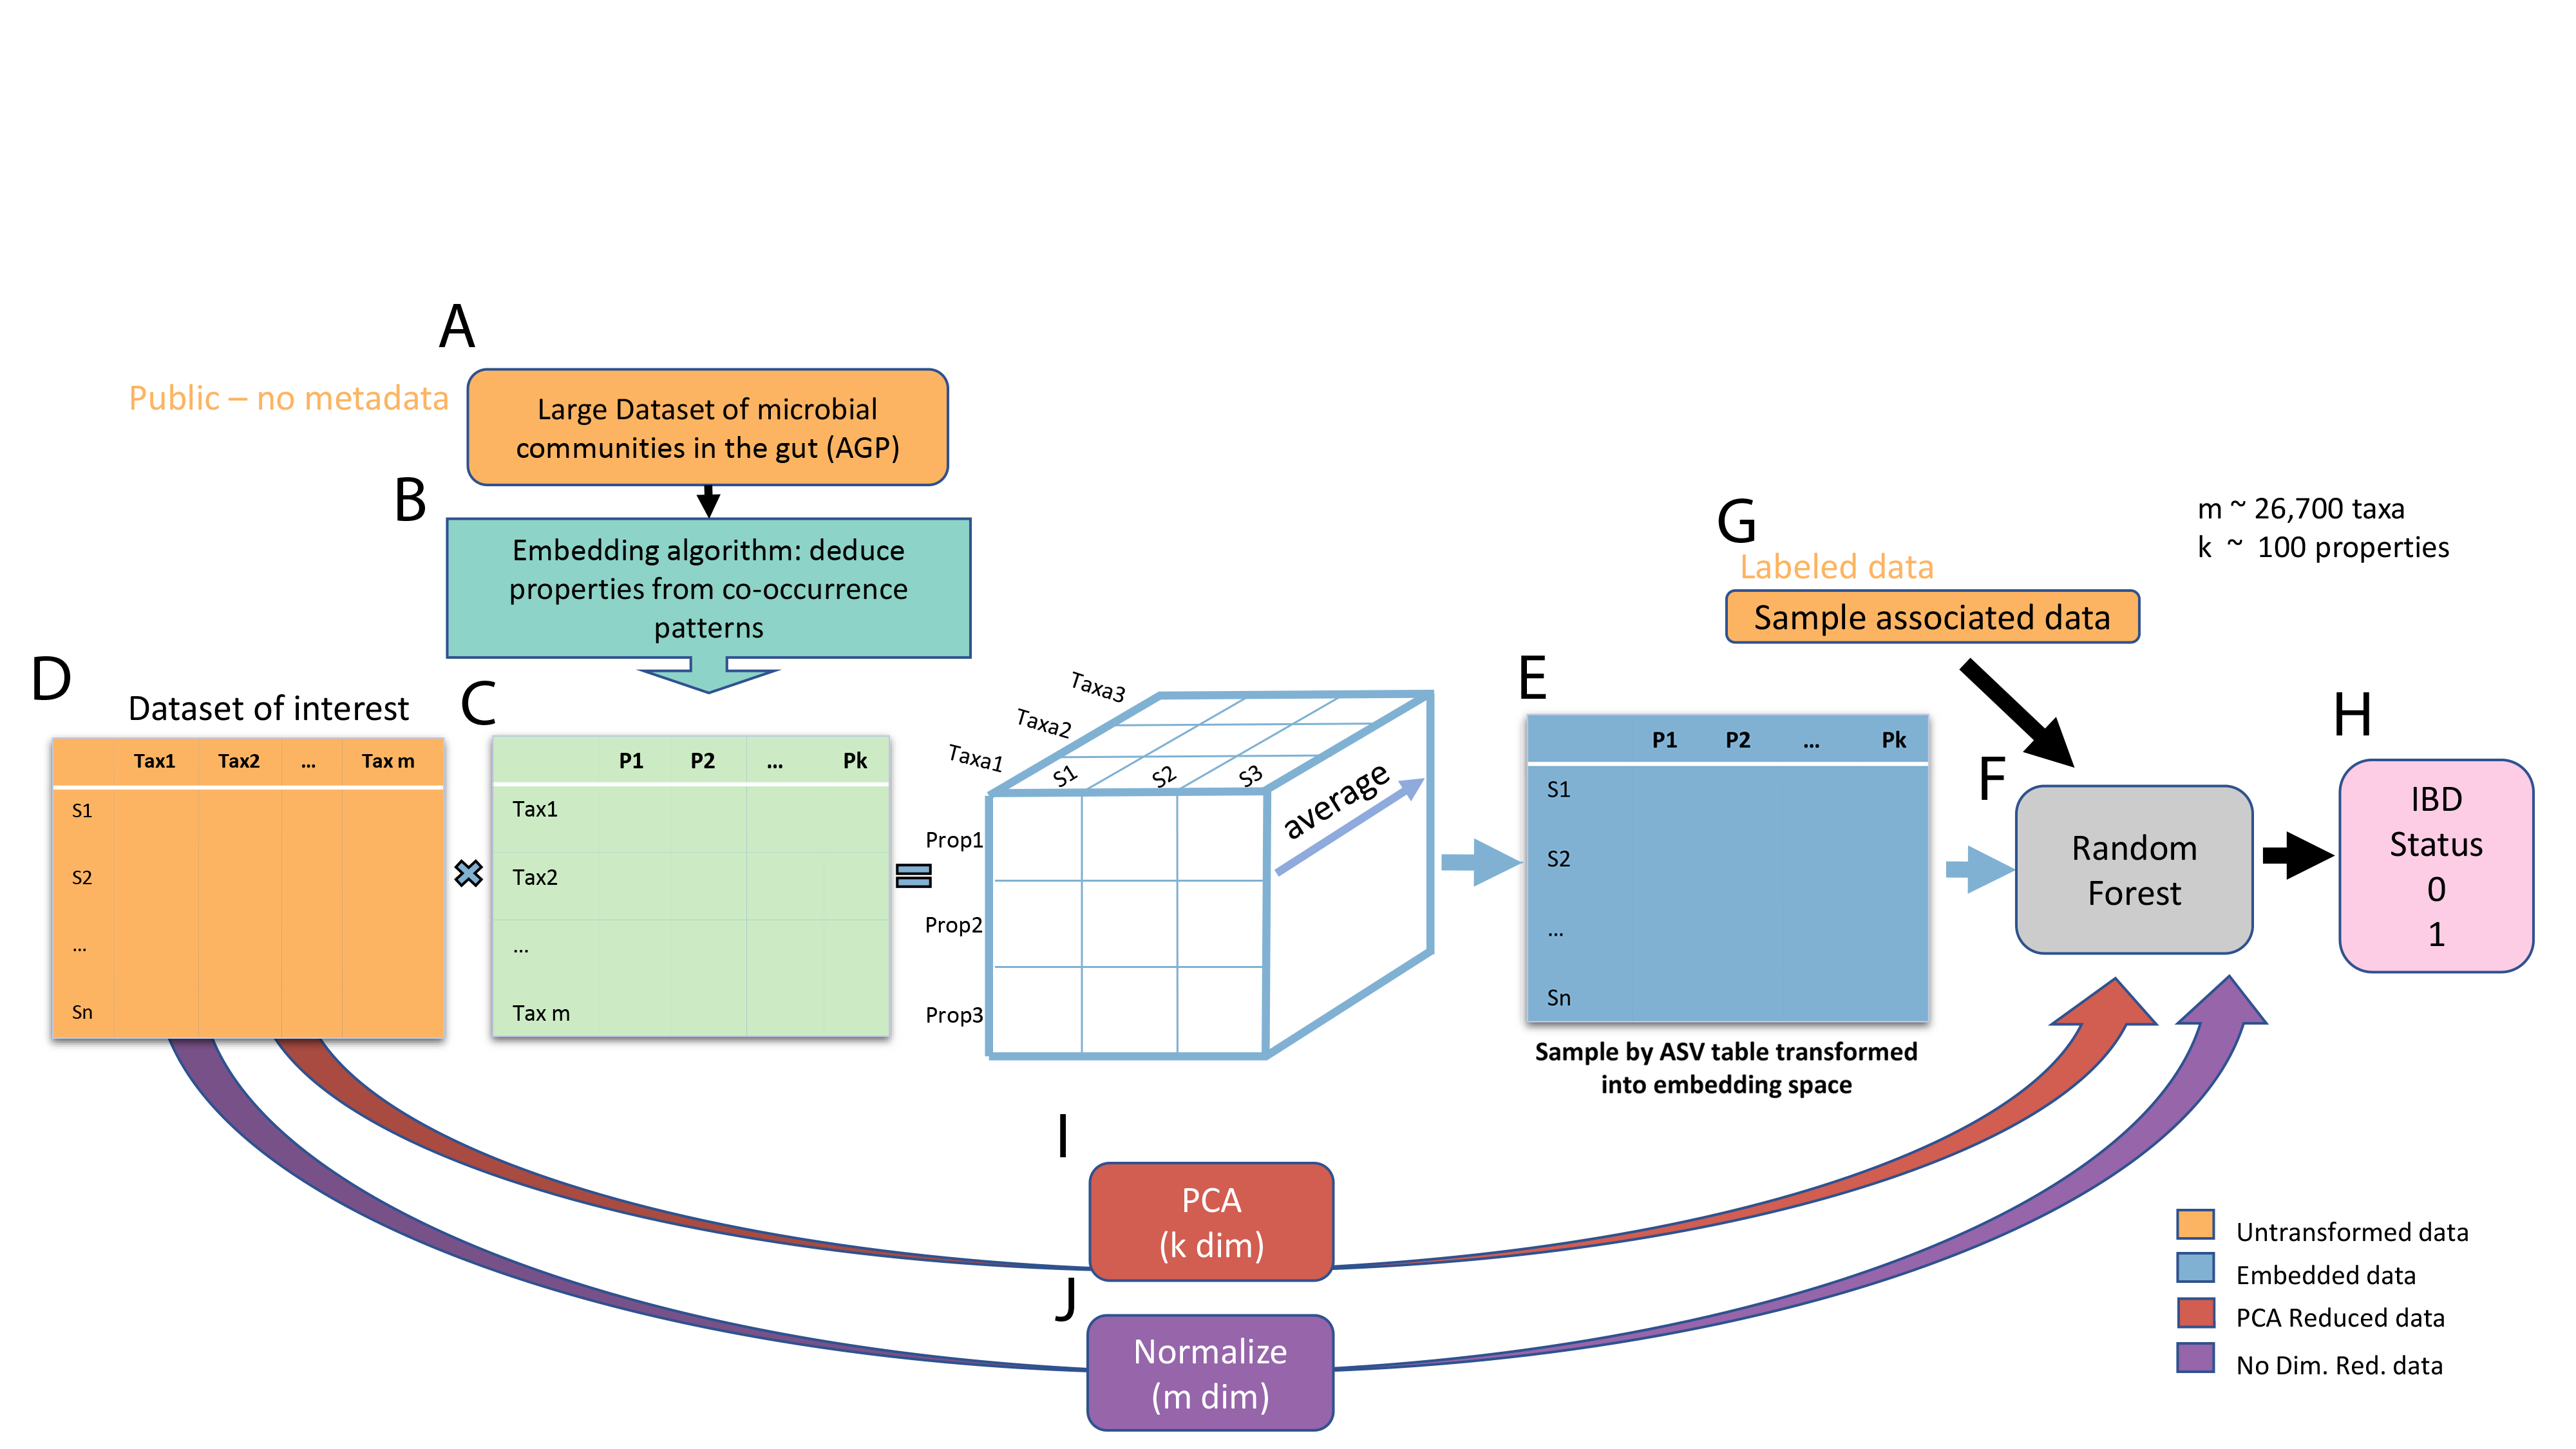 A
Public – no metadata
Large Dataset of microbial
communities in the gut (AGP)
B
Embedding algorithm: deduce
properties from co-occurrence
patterns
G
Labeled data
Sample associated data
m ~ 26,700 taxa
k ~ 100 properties
D
Dataset of interest
Tax1 Tax2 ... Tax m
S1
S2
...
Sn
C
P1 P2 ... Pk
Tax1
Tax2
...
Tax m
Taxa3
Taxa2
Taxa1
S1 S2 S3
Prop1
Prop2
Prop3
average
E
P1 P2 ... Pk
S1
S2
...
Sn
Sample by ASV table transformed
into embedding space
F
Random
Forest
H
IBD
Status
0
1
I
PCA
(k dim)
J
Normalize
(m dim)
Untransformed data
Embedded data
PCA Reduced data
No Dim. Red. data